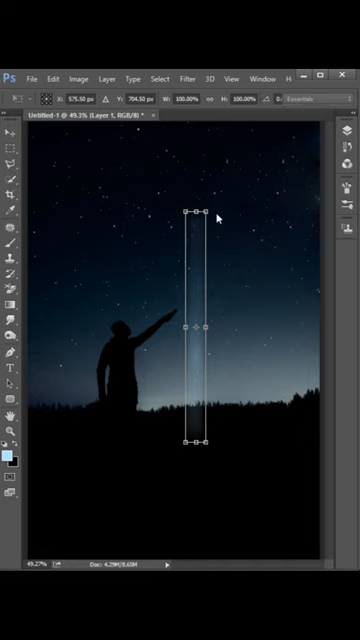 Ps File Edit Image Layer Type Select Filter 3D View Window H
X: 575.50 px Y: 704.50 px W: 100.00% H: 100.00% Essentials
Untitled-1 @ 49.3% (Layer 1, RGB/8) *
49.27% Doc: 4.29M/8.65M